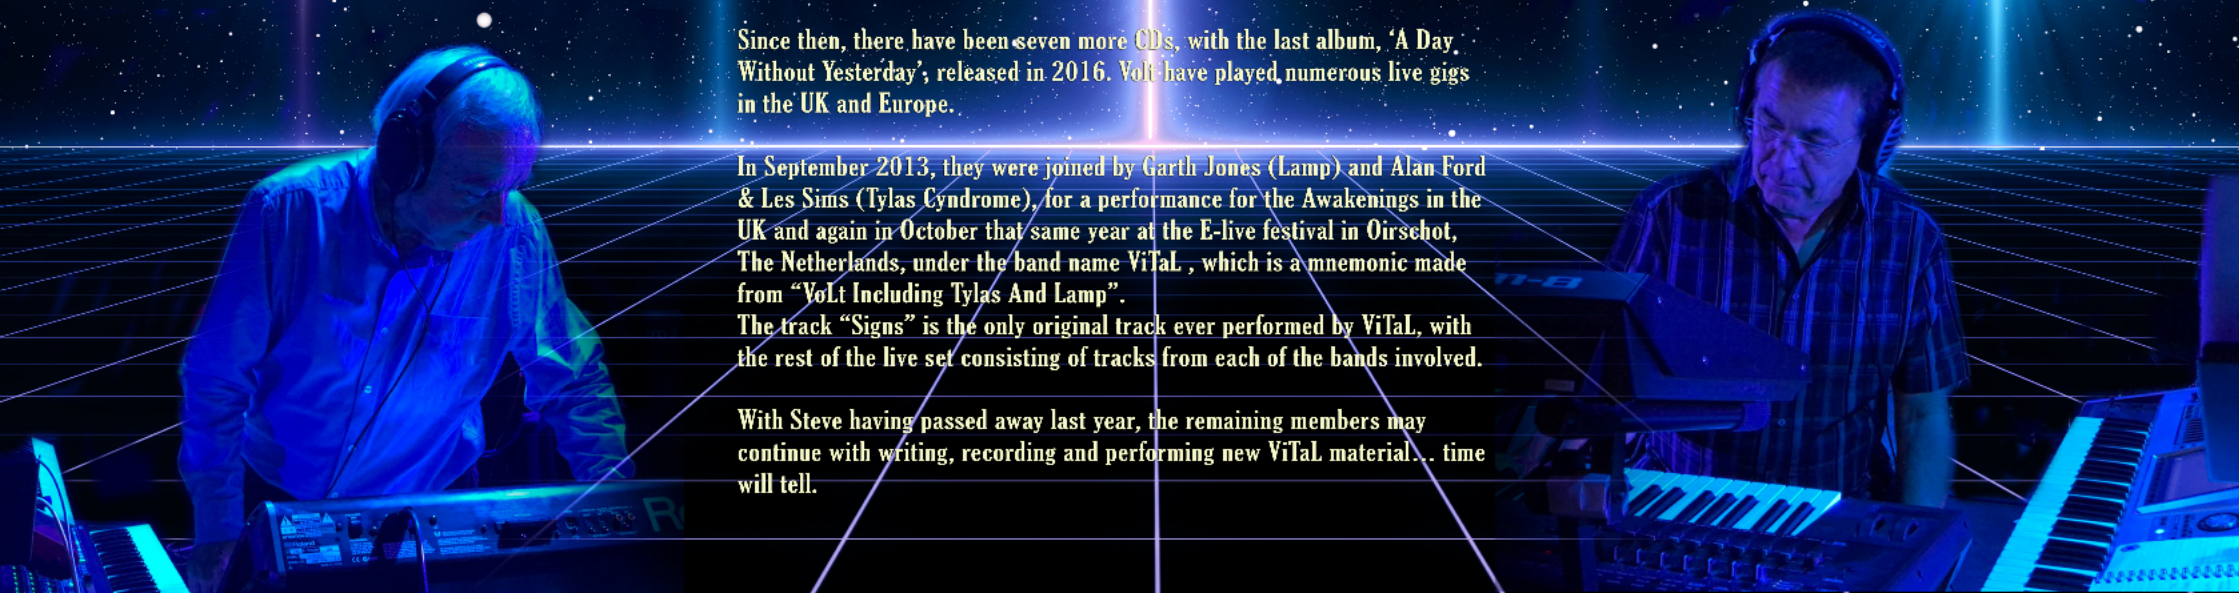 Since then, there have been seven more CDs, with the last album, ‘A Day
Without Yesterday’, released in 2016. Volt have played numerous live gigs
in the UK and Europe.
In September 2013, they were joined by Garth Jones (Lamp) and Alan Ford
& Les Sims (Tylas Cyndrome), for a performance for the Awakenings in the
UK and again in October that same year at the E-live festival in Oirschot,
The Netherlands, under the band name ViTaL , which is a mnemonic made
from “VoLt Including Tylas And Lamp”.
The track “Signs” is the only original track ever performed by ViTaL, with
the rest of the live set consisting of tracks from each of the bands involved.
With Steve having passed away last year, the remaining members may
continue with writing, recording and performing new ViTaL material... time
will tell.
n-8
Roland
R